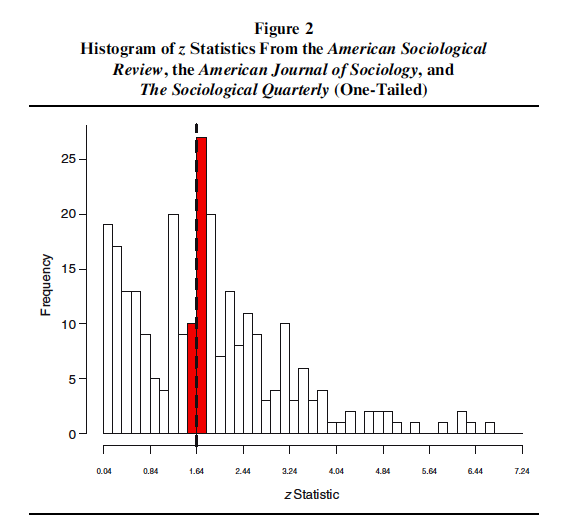 Figure 2
Histogram of z Statistics From the American Sociological
Review, the American Journal of Sociology, and
The Sociological Quarterly (One-Tailed)
25
20
15
10
5
0
Frequency
0.04 0.84 1.64 2.44 3.24 4.04 4.84 5.64 6.44 7.24
z Statistic